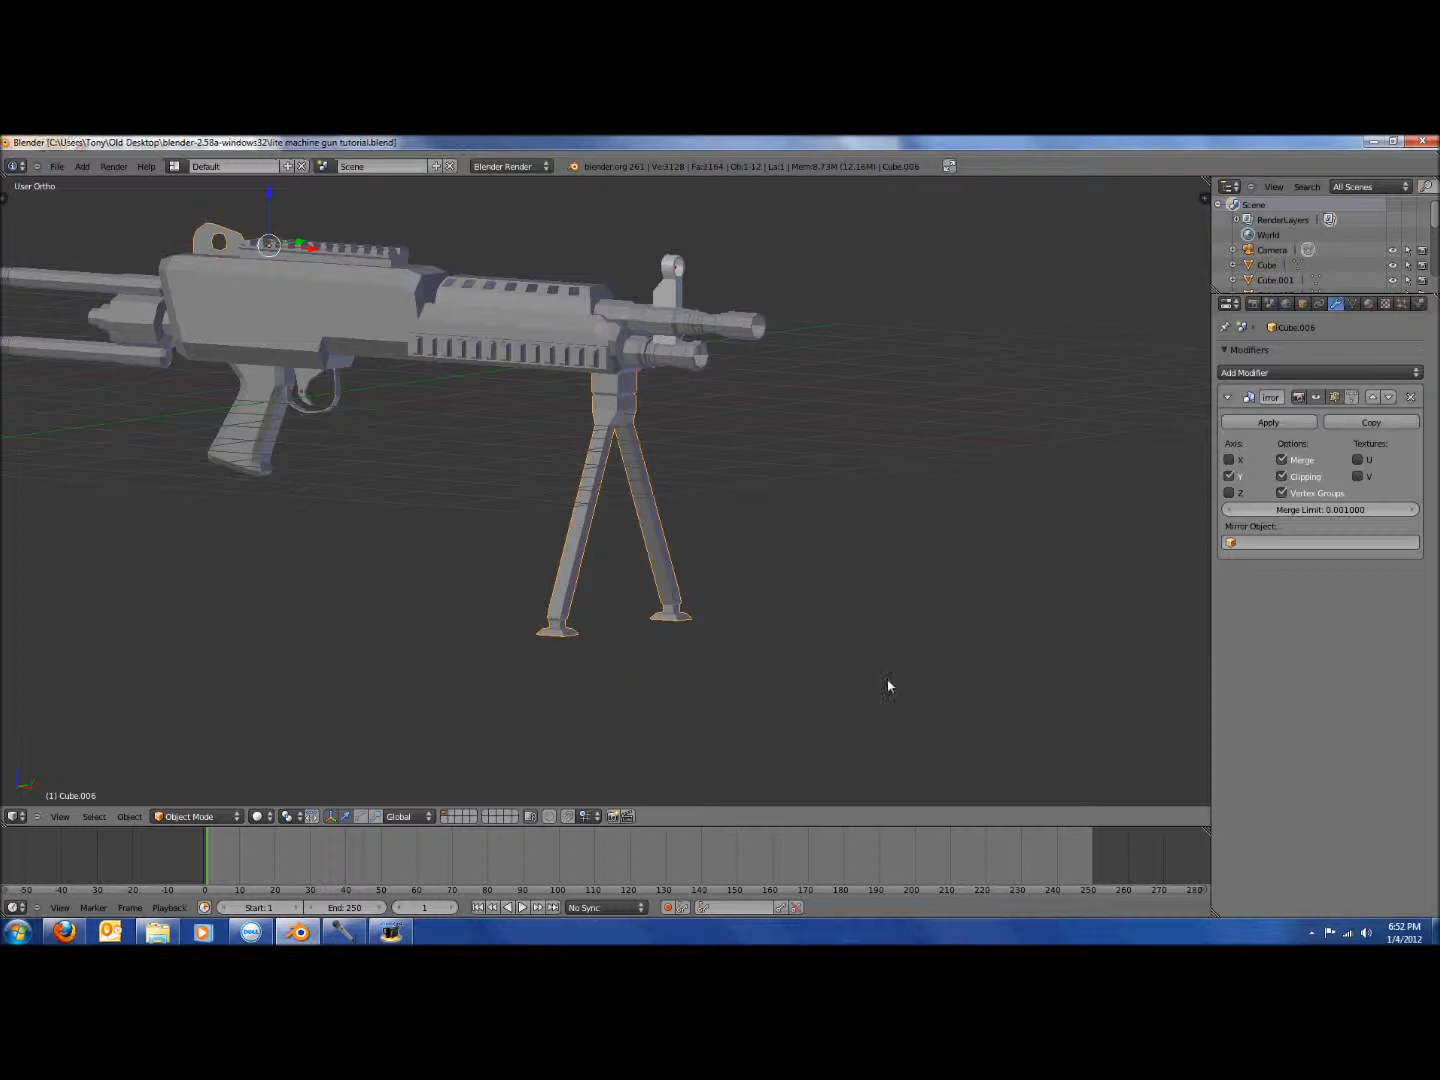 Blender [C:\Users\Tony\Old Desktop\blender-2.58a-windows32\lite machine gun tutorial.blend]
File Add Render Help Default Scene Blender Render blender.org 261 | Ve:3128 | Fa:3164 | Ob:1-12 | La:1 | Mem:8.73M (12.16M) | Cube.006
User Ortho
View Search All Scenes
Scene
RenderLayers
World
Camera
Cube
Cube.001
Cube.006
Modifiers
Add Modifier
irror
Apply Copy
Axis: Options: Textures:
X Merge U
Y Clipping V
Z Vertex Groups
Merge Limit: 0.001000
Mirror Object:
(1) Cube.006
View Select Object Object Mode Global
-50 -40 -30 -20 -10 0 10 20 30 40 50 60 70 80 90 100 110 120 130 140 150 160 170 180 190 200 210 220 230 240 250 260 270 280
View Marker Frame Playback Start: 1 End: 250 1 No Sync
DELL
6:52 PM
1/4/2012